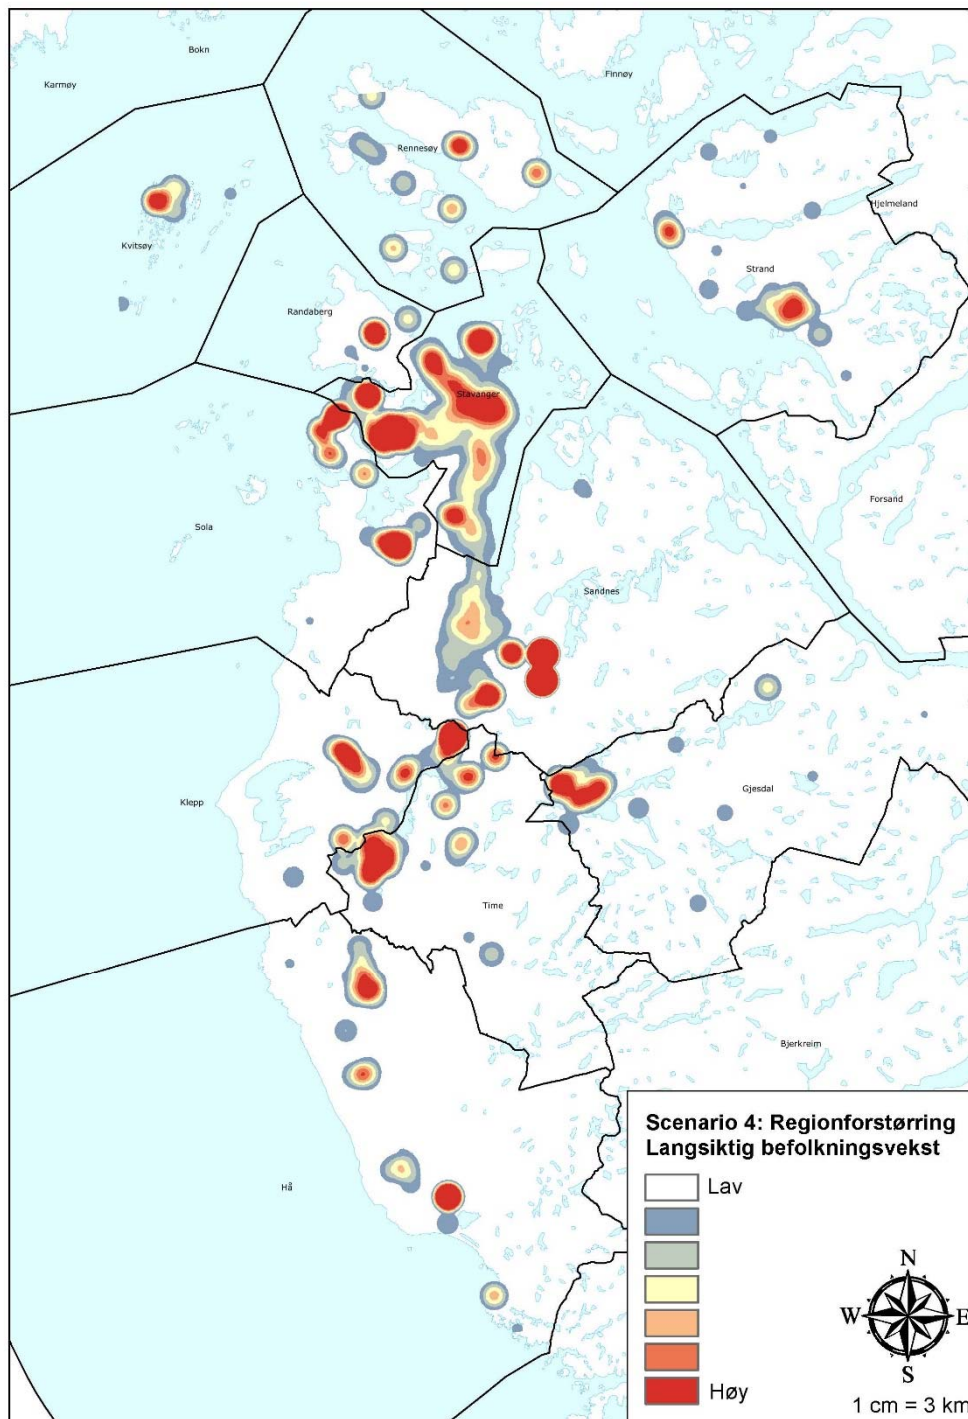 Bokn
Karmøy
Finnøy
Rennesøy
Hjelmeland
Kvitsøy
Strand
Randaberg
Stavanger
Forsand
Sola
Sandnes
Klepp
Gjesdal
Time
Bjerkreim
Hå
Scenario 4: Regionforstørring
Langsiktig befolkningsvekst
Lav
Høy
N
W E
S
1 cm = 3 km